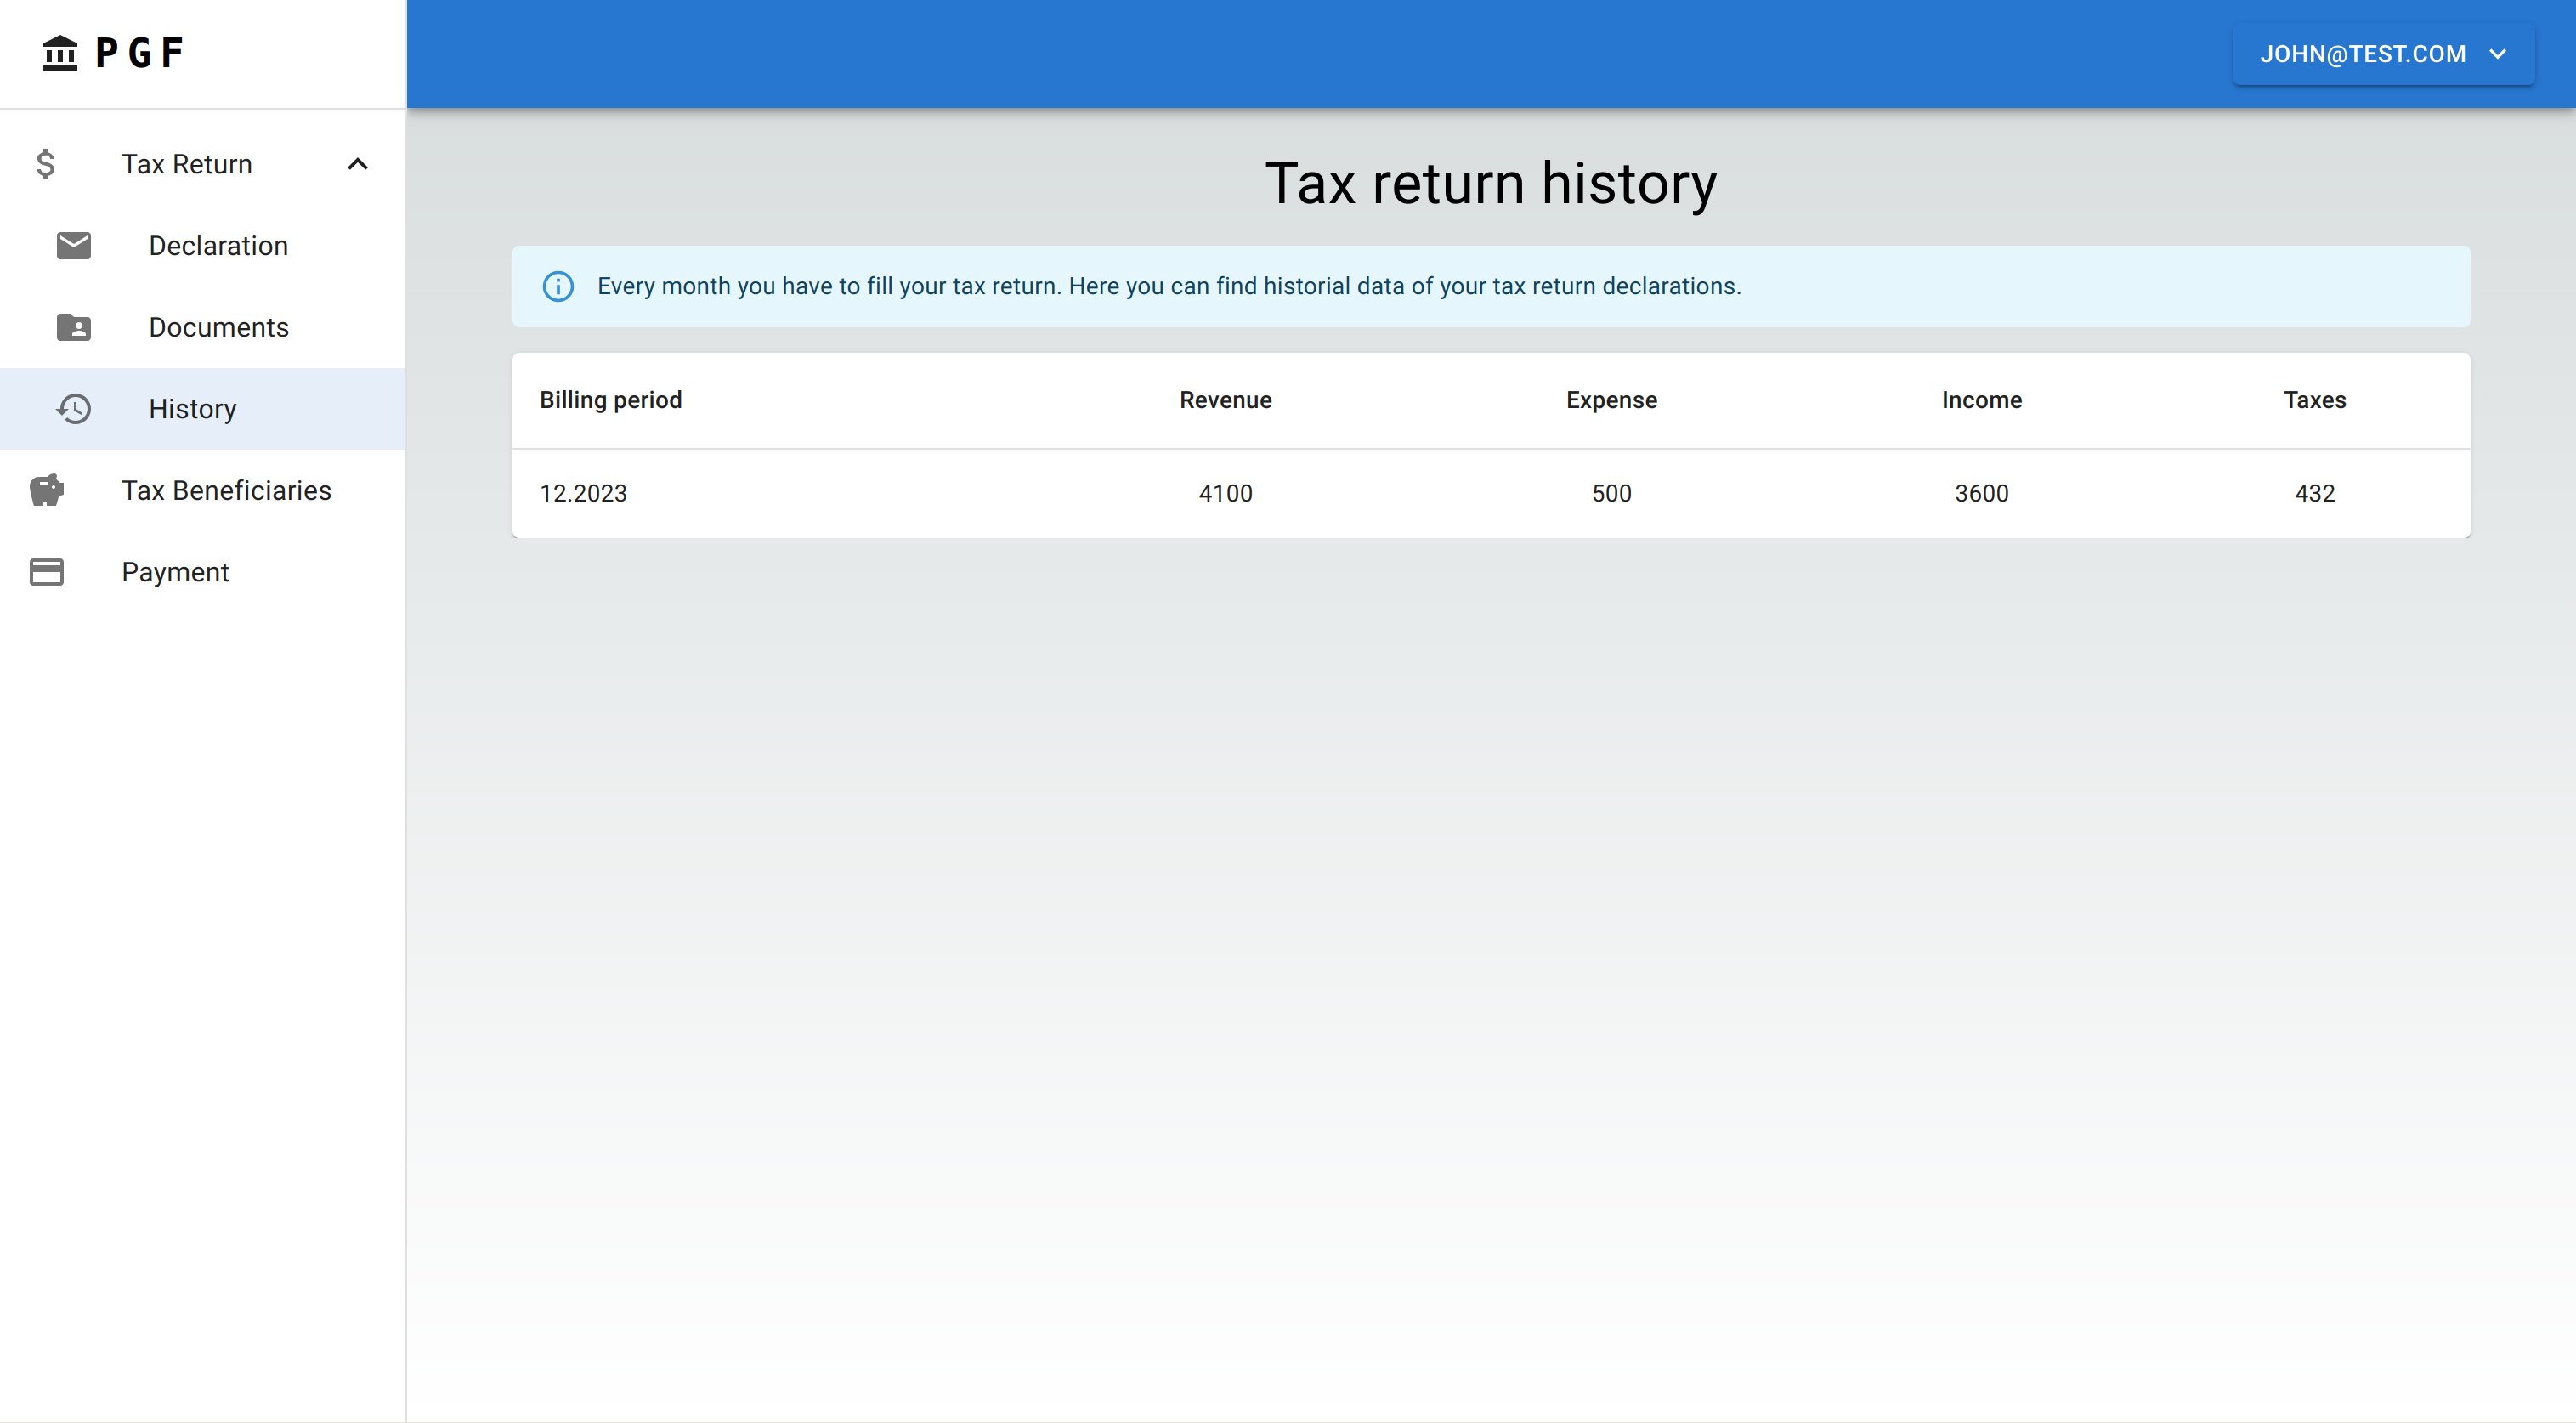 PGF
JOHN@TEST.COM
Tax Return
Declaration
Documents
History
Tax Beneficiaries
Payment
Tax return history
Every month you have to fill your tax return. Here you can find historial data of your tax return declarations.
Billing period Revenue Expense Income Taxes
12.2023 4100 500 3600 432